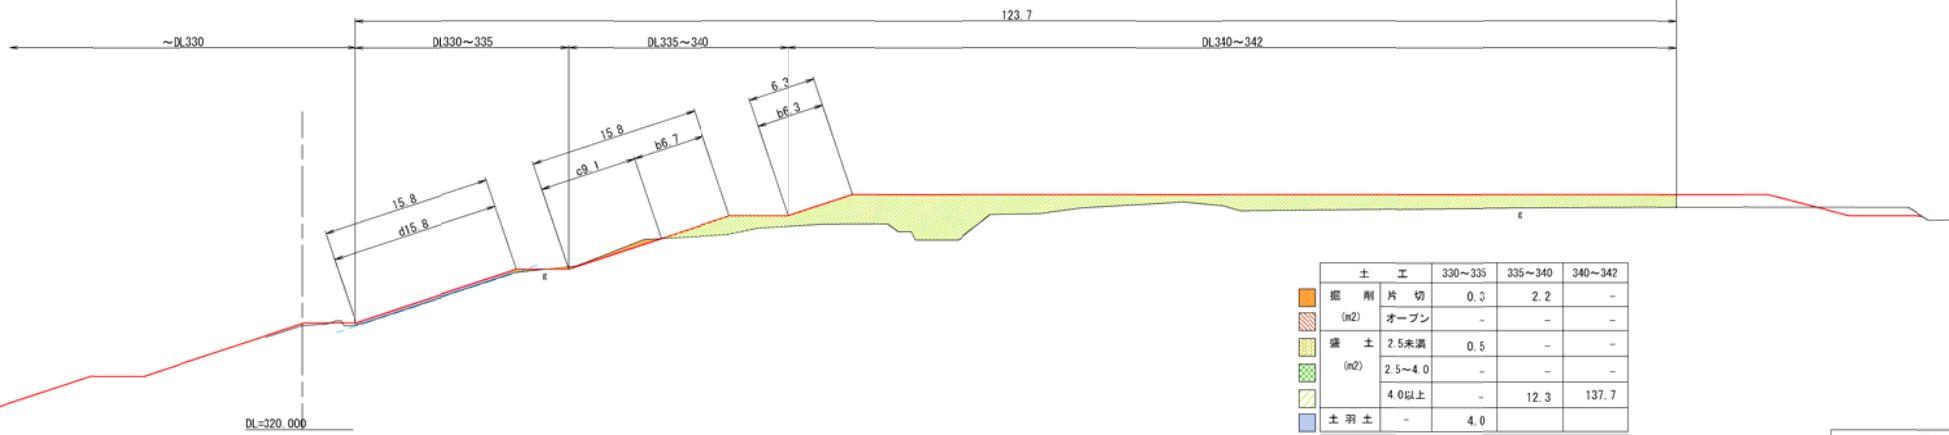 123.7
～DL330
DL330～335
DL335～340
DL340～342
6.3
b6.3
15.8
b6.7
c9.1
15.8
d15.8
g
g
DL=320.000
土 工 330～335 335～340 340～342
掘 削 片 切 0.3 2.2 -
(m2) オープン - - -
盛 土 2.5未満 0.5 - -
(m2) 2.5～4.0 - - -
4.0以上 - 12.3 137.7
土 羽 土 - 4.0